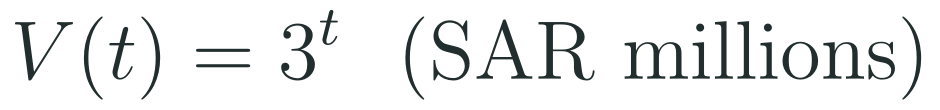 V(t) = 3^t (SAR millions)